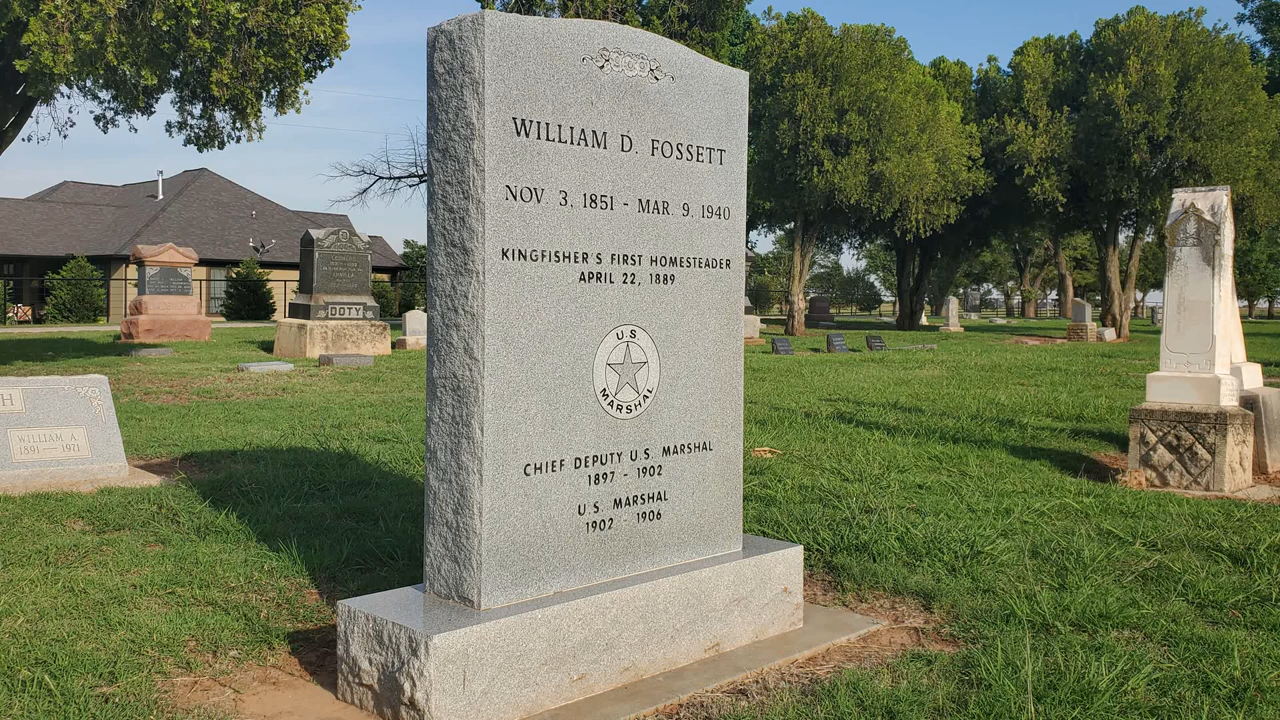 WILLIAM D. FOSSETT
NOV. 3, 1851 - MAR. 9, 1940
KINGFISHER'S FIRST HOMESTEADER
APRIL 22, 1889
U.S.
MARSHAL
CHIEF DEPUTY U.S. MARSHAL
1897 - 1902
U.S. MARSHAL
1902 - 1906
DOTY
H
WILLIAM A.
1891 — 1971